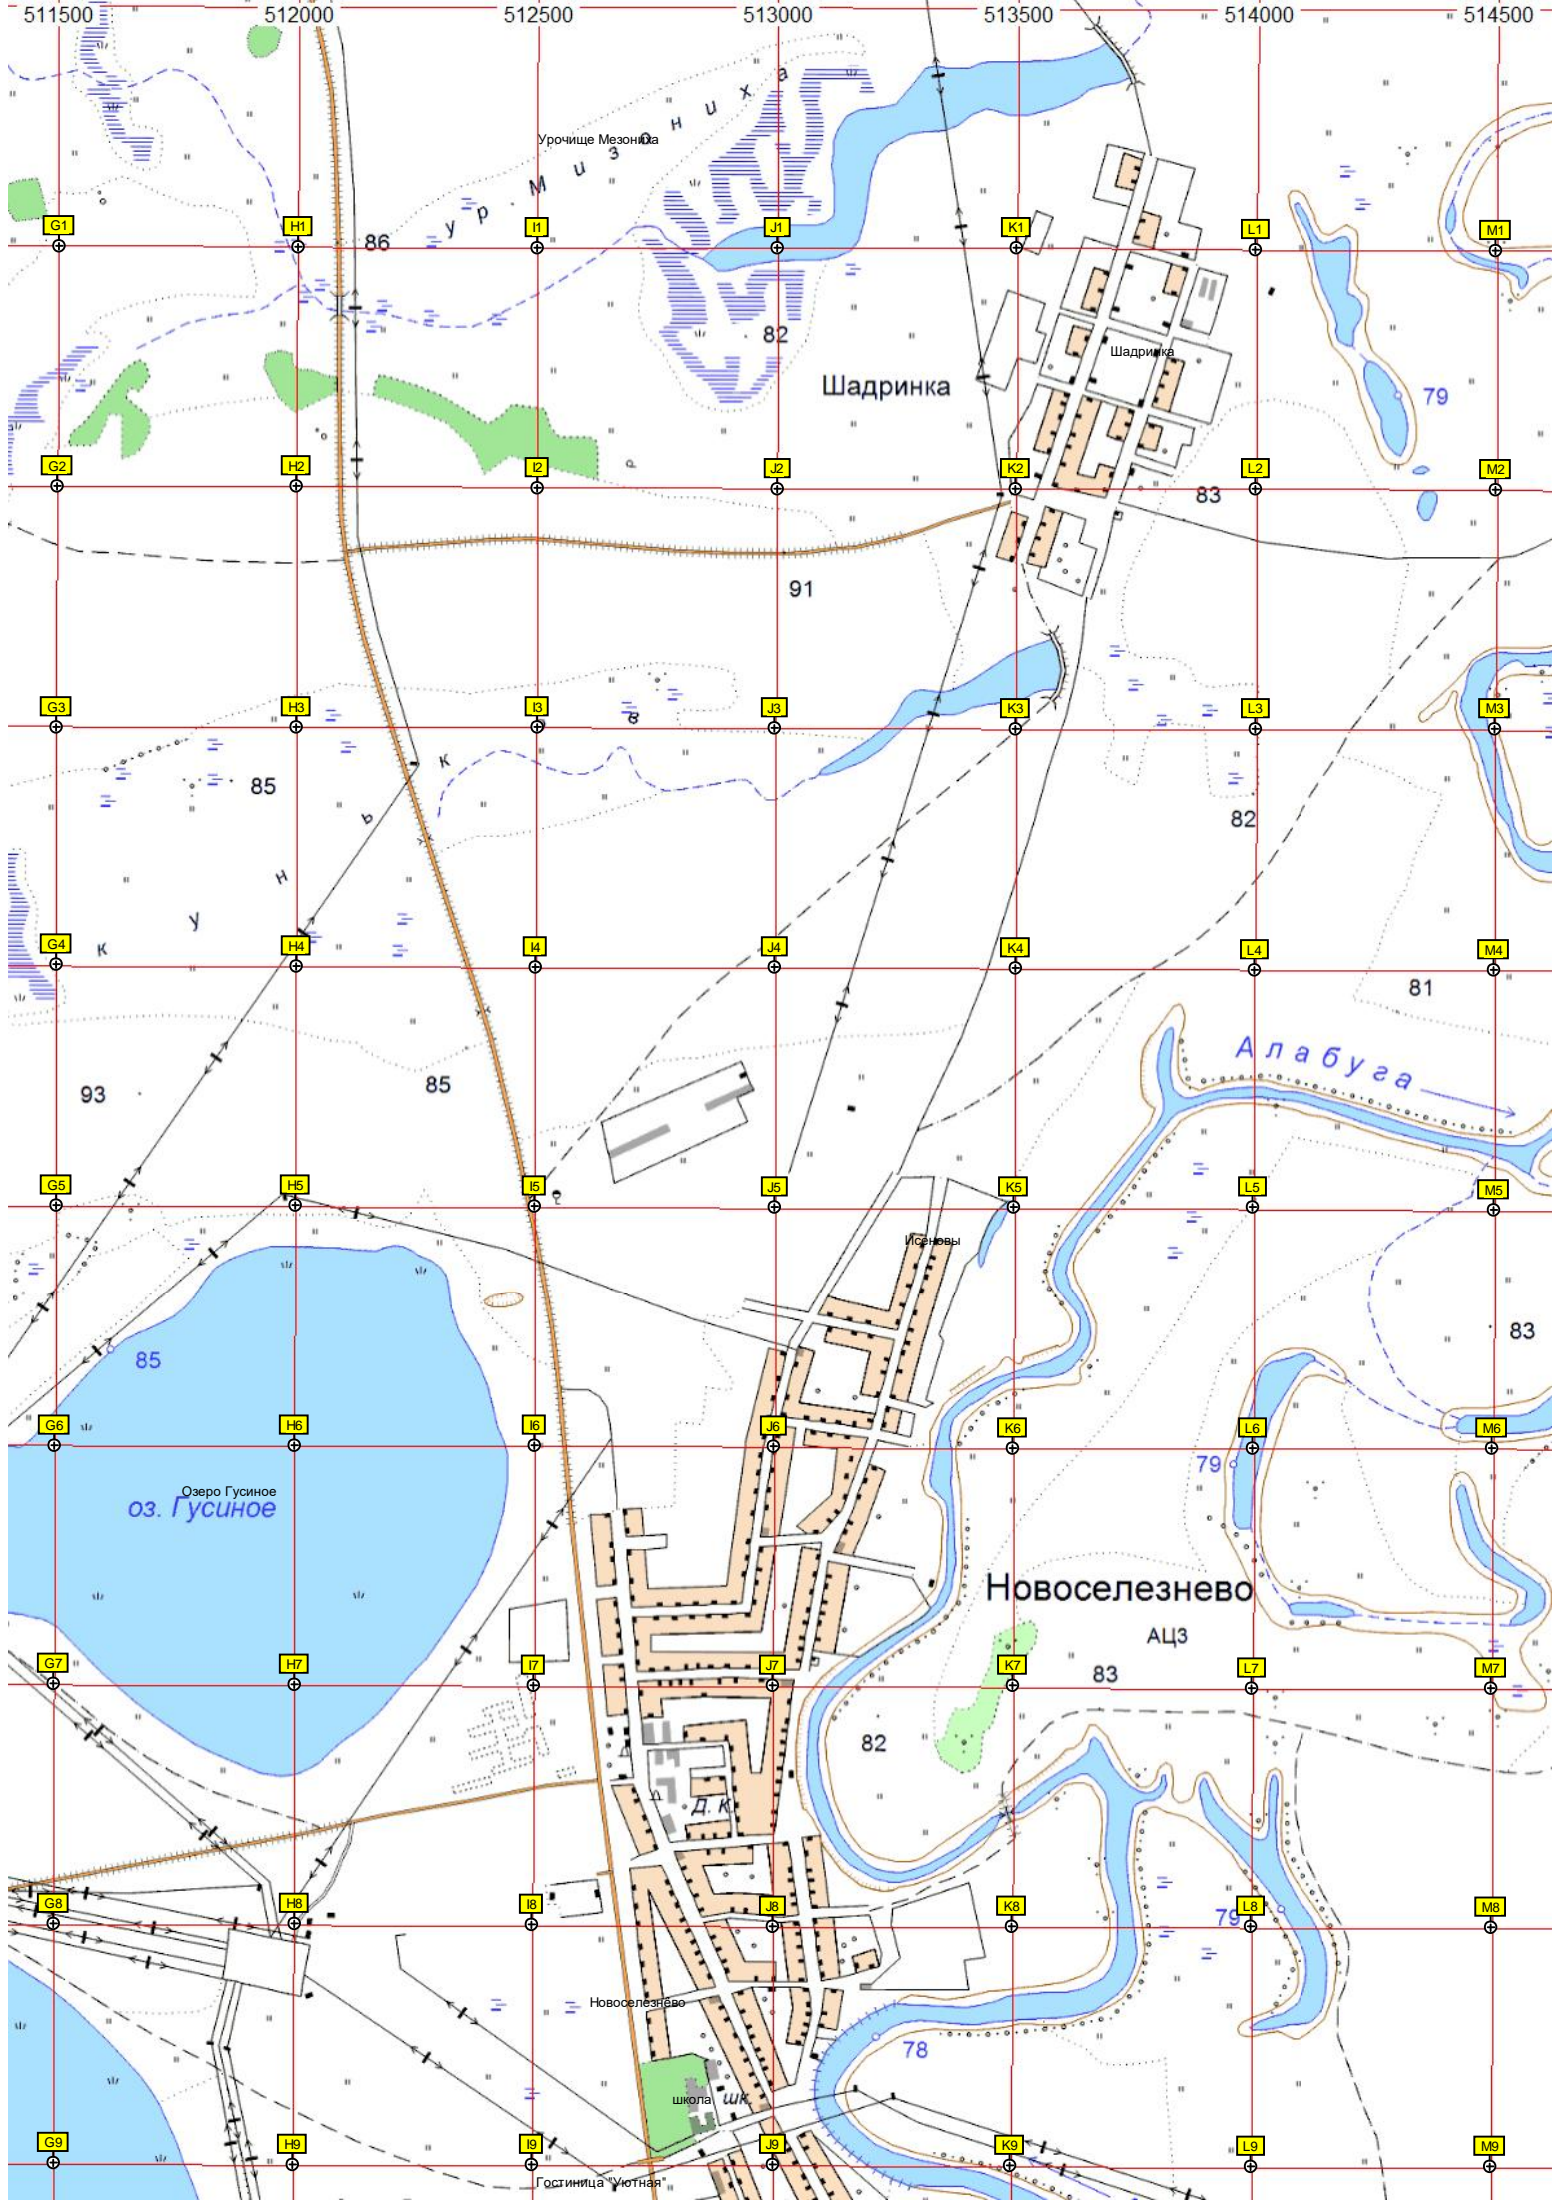 511500 512000 512500 513000 513500 514000 514500
Урочище Мезониха
ур. Мизониха
G1 H1 I1 J1 K1 L1 M1
86
82
Шадринка
Шадринка
79
G2 H2 I2 J2 K2 L2 M2
83
91
G3 H3 I3 J3 K3 L3 M3
85
82
G4 H4 I4 J4 K4 L4 M4
81
Алабуга
93
85
G5 H5 I5 J5 K5 L5 M5
Исеновы
83
85
G6 H6 I6 J6 K6 L6 M6
79
Озеро Гусиное
оз. Гусиное
Новоселезнево
АЦЗ
G7 H7 I7 J7 K7 L7 M7
83
82
Д. К
G8 H8 I8 J8 K8 L8 M8
79
Новоселезнёво
78
школа шк.
G9 H9 I9 J9 K9 L9 M9
Гостиница "Уютная"